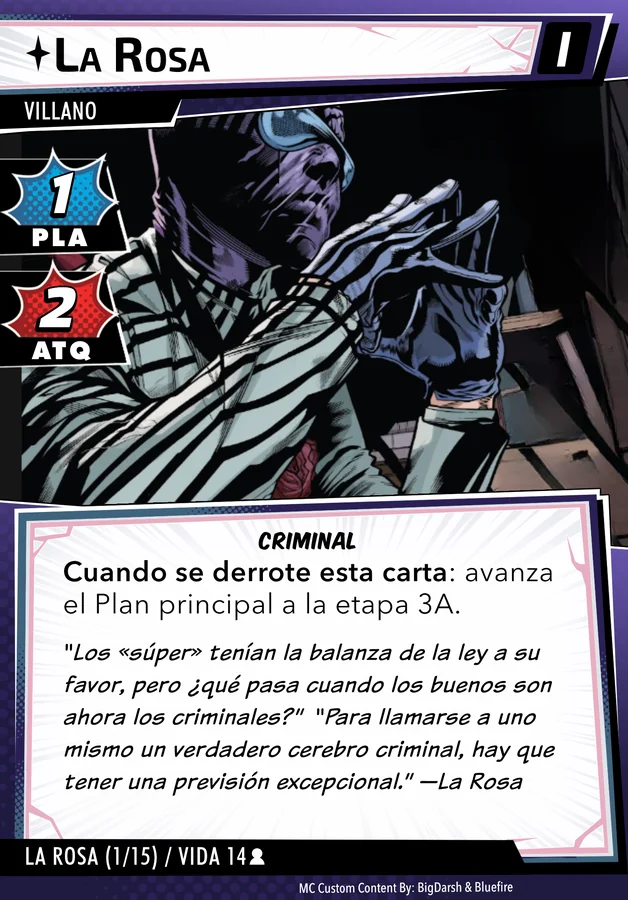 LA ROSA
I
VILLANO
1
PLA
2
ATQ
CRIMINAL
Cuando se derrote esta carta: avanza
el Plan principal a la etapa 3A.
"Los «súper» tenían la balanza de la ley a su
favor, pero ¿qué pasa cuando los buenos son
ahora los criminales?" "Para llamarse a uno
mismo un verdadero cerebro criminal, hay que
tener una previsión excepcional." —La Rosa
LA ROSA (1/15) / VIDA 14
MC Custom Content By: BigDarsh & Bluefire